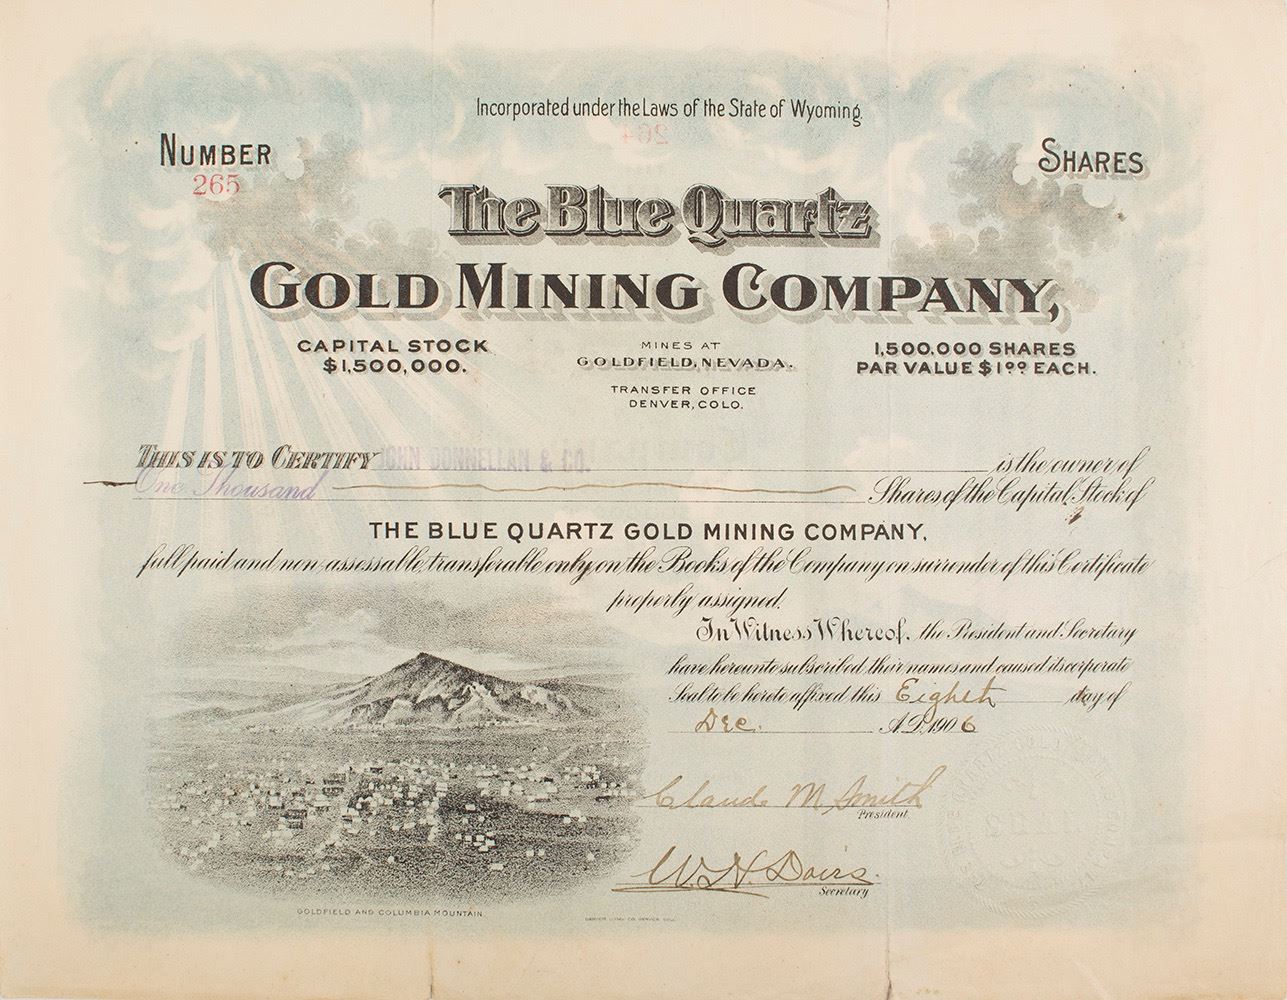 Incorporated under the Laws of the State of Wyoming
NUMBER
265
SHARES
The Blue Quartz
GOLD MINING COMPANY,
CAPITAL STOCK
$1,500,000.
MINES AT
GOLDFIELD, NEVADA.
TRANSFER OFFICE
DENVER, COLO.
1,500,000 SHARES
PAR VALUE $1.00 EACH.
THIS IS TO CERTIFY JOHN DONNELLAN & CO. is the owner of
One Thousand Shares of the Capital Stock of
THE BLUE QUARTZ GOLD MINING COMPANY,
full paid and non-assessable transferable only on the Books of the Company on surrender of this Certificate
properly assigned.
In Witness Whereof, the President and Secretary
have hereunto subscribed their names and caused its corporate
Seal to be hereto affixed this Eighth day of
Dec. A.D. 1906
Claude M Smith
President
W. H. Davis.
Secretary
GOLDFIELD AND COLUMBIA MOUNTAIN